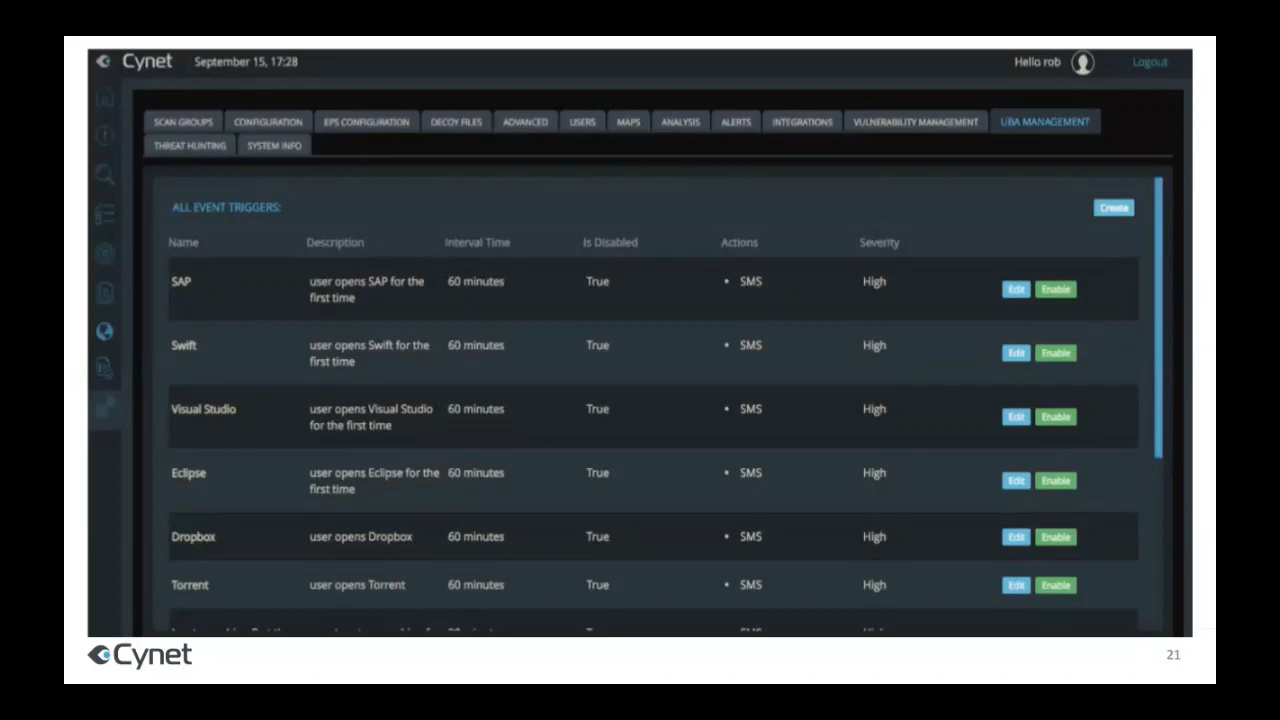 Cynet September 15, 17:28 Hello rob Logout
SCAN GROUPS CONFIGURATION EPS CONFIGURATION DECOY FILES ADVANCED USERS MAPS ANALYSIS ALERTS INTEGRATIONS VULNERABILITY MANAGEMENT UBA MANAGEMENT
THREAT HUNTING SYSTEM INFO
ALL EVENT TRIGGERS: Create
Name Description Interval Time Is Disabled Actions Severity
SAP user opens SAP for the 60 minutes True • SMS High Edit Enable
first time
Swift user opens Swift for the 60 minutes True • SMS High Edit Enable
first time
Visual Studio user opens Visual Studio 60 minutes True • SMS High Edit Enable
for the first time
Eclipse user opens Eclipse for the 60 minutes True • SMS High Edit Enable
first time
Dropbox user opens Dropbox 60 minutes True • SMS High Edit Enable
Torrent user opens Torrent 60 minutes True • SMS High Edit Enable
Cynet 21